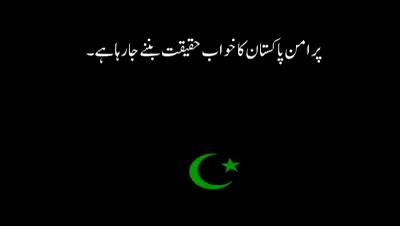 پر امن پاکستان کا خواب حقیقت بننے جا رہا ہے۔